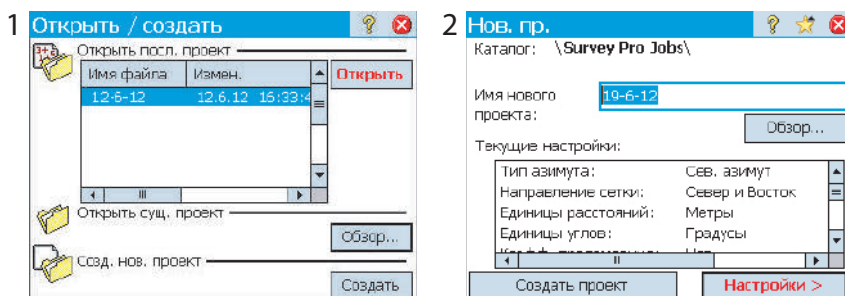 1 Открыть / создать
Открыть посл. проект
Имя файла Измен.
Открыть
12-6-12 12.6.12 16:33:4
Открыть сущ. проект
Обзор...
Созд. нов. проект
Создать
2 Нов. пр.
Каталог: \Survey Pro Jobs\
Имя нового
проекта:
19-6-12
Обзор...
Текущие настройки:
Тип азимута: Сев. азимут
Направление сетки: Север и Восток
Единицы расстояний: Метры
Единицы углов: Градусы
Создать проект
Настройки >